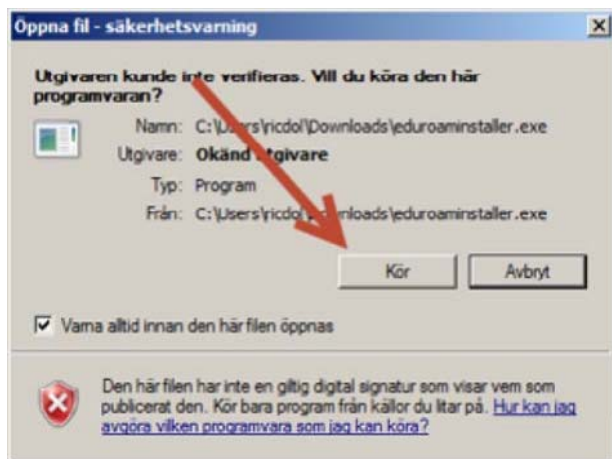 Öppna fil - säkerhetsvarning
Utgivaren kunde inte verifieras. Vill du köra den här
programvaran?
Namn: C:\Users\ricdol\Downloads\eduroaminstaller.exe
Utgivare: Okänd utgivare
Typ: Program
Från: C:\Users\ricdol\Downloads\eduroaminstaller.exe
Kör Avbryt
Varna alltid innan den här filen öppnas
Den här filen har inte en giltig digital signatur som visar vem som
publicerat den. Kör bara program från källor du litar på. Hur kan jag
avgöra vilken programvara som jag kan köra?